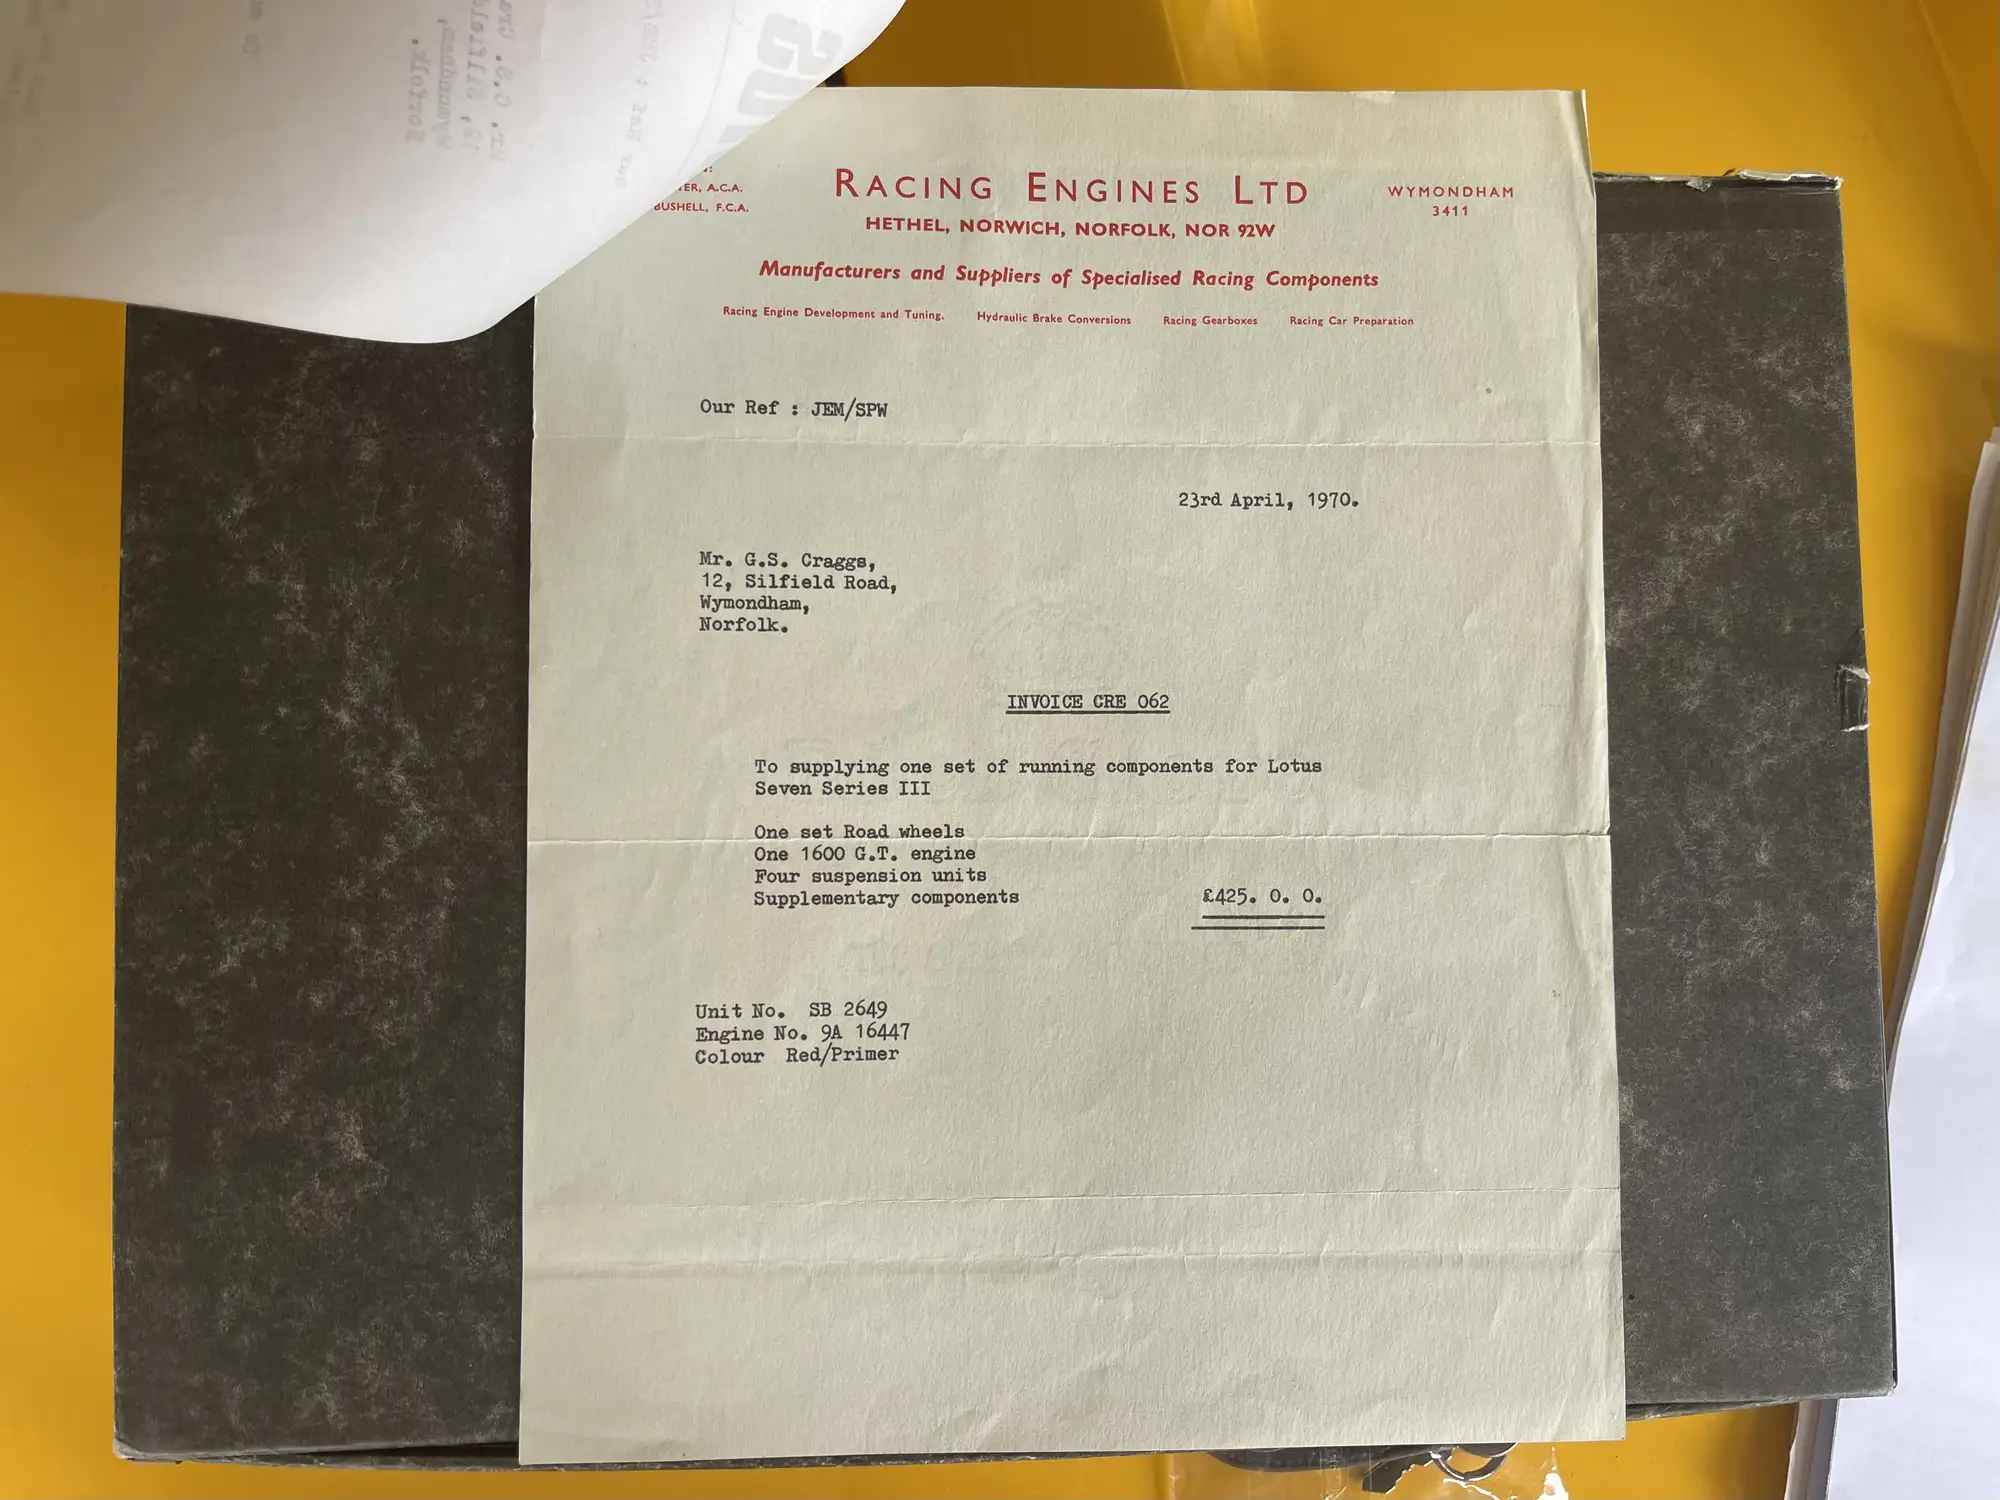 ER, A.C.A.
BUSHELL, F.C.A.
RACING ENGINES LTD
HETHEL, NORWICH, NORFOLK, NOR 92W
WYMONDHAM
3411
Manufacturers and Suppliers of Specialised Racing Components
Racing Engine Development and Tuning. Hydraulic Brake Conversions Racing Gearboxes Racing Car Preparation
Our Ref : JEM/SPW
23rd April, 1970.
Mr. G.S. Craggs,
12, Silfield Road,
Wymondham,
Norfolk.
INVOICE CRE 062
To supplying one set of running components for Lotus
Seven Series III
One set Road wheels
One 1600 G.T. engine
Four suspension units
Supplementary components £425. 0. 0.
Unit No. SB 2649
Engine No. 9A 16447
Colour Red/Primer